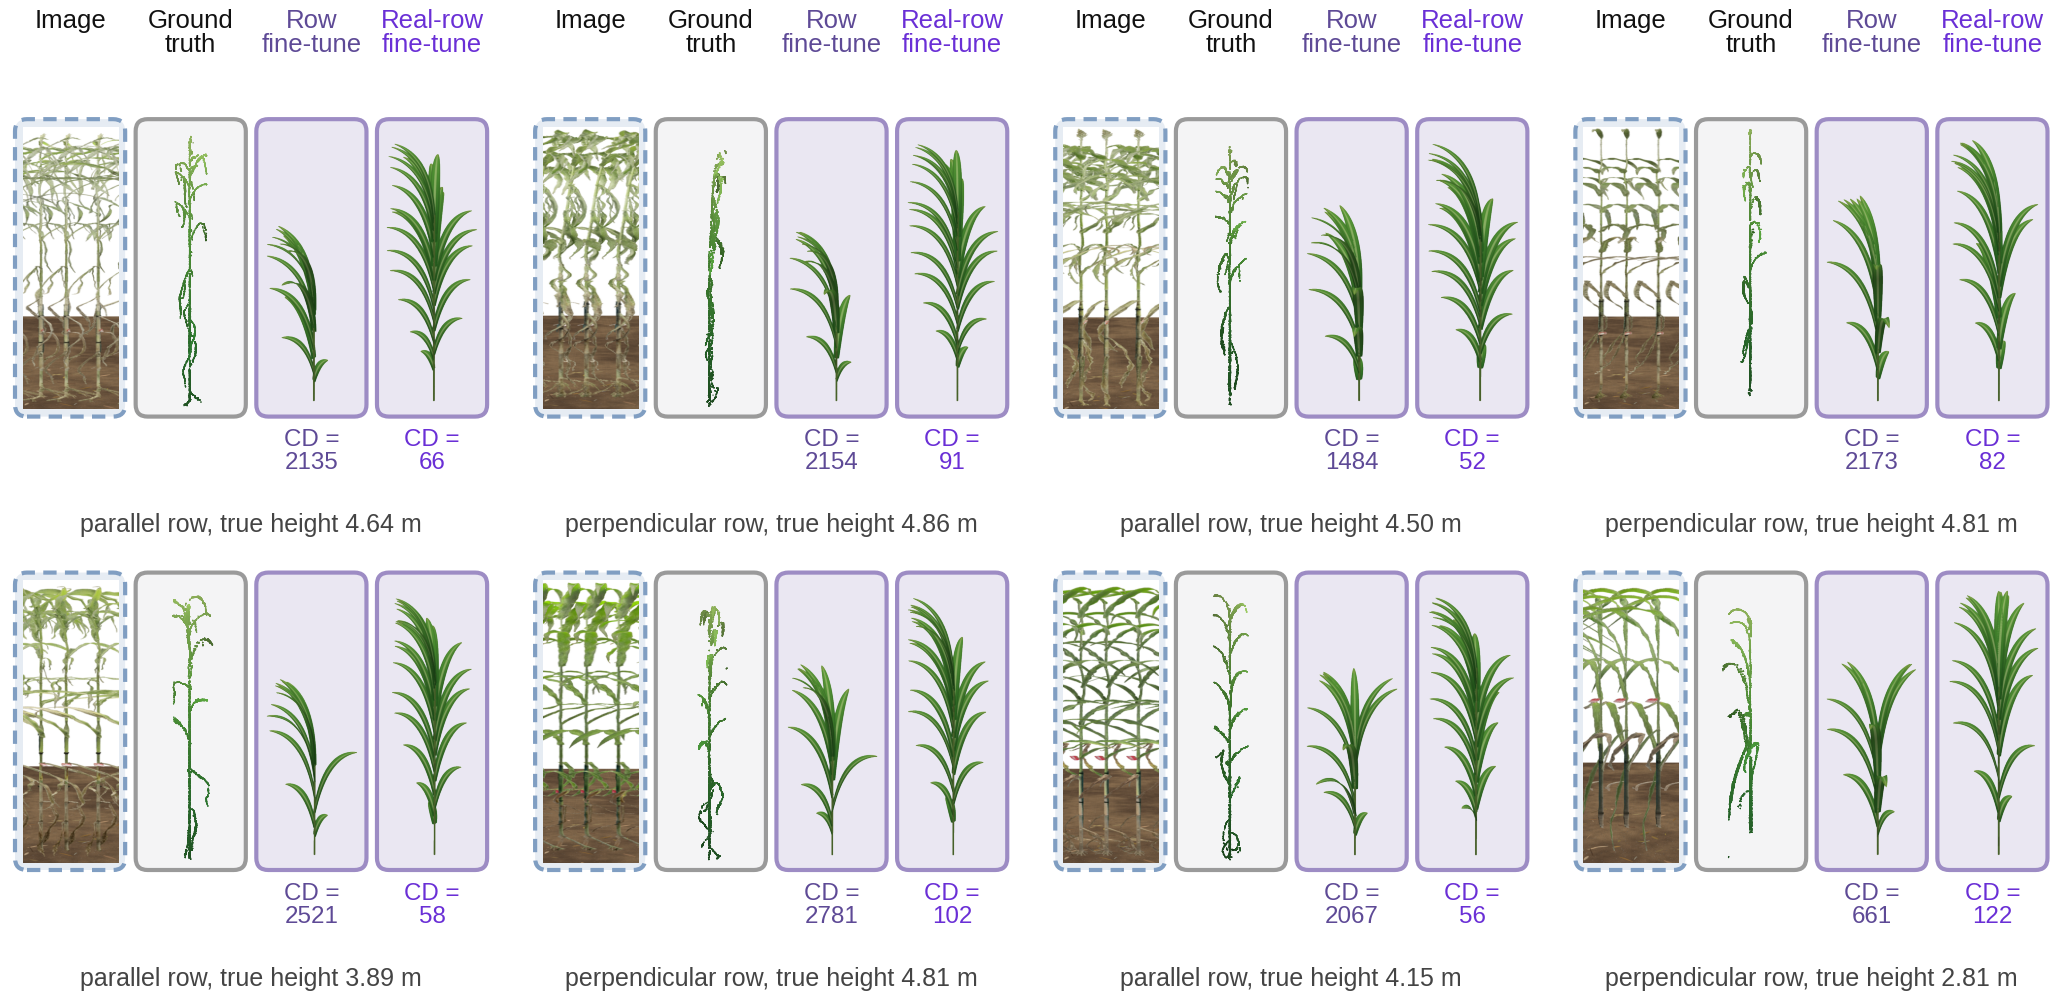 Image
Ground
truth
Row
fine-tune
Real-row
fine-tune
Image
Ground
truth
Row
fine-tune
Real-row
fine-tune
Image
Ground
truth
Row
fine-tune
Real-row
fine-tune
Image
Ground
truth
Row
fine-tune
Real-row
fine-tune
CD =
2135
CD =
66
CD =
2154
CD =
91
CD =
1484
CD =
52
CD =
2173
CD =
82
parallel row, true height 4.64 m
perpendicular row, true height 4.86 m
parallel row, true height 4.50 m
perpendicular row, true height 4.81 m
CD =
2521
CD =
58
CD =
2781
CD =
102
CD =
2067
CD =
56
CD =
661
CD =
122
parallel row, true height 3.89 m
perpendicular row, true height 4.81 m
parallel row, true height 4.15 m
perpendicular row, true height 2.81 m